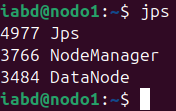 iabd@nodo1:~$ jps
4977 Jps
3766 NodeManager
3484 DataNode
iabd@nodo1:~$